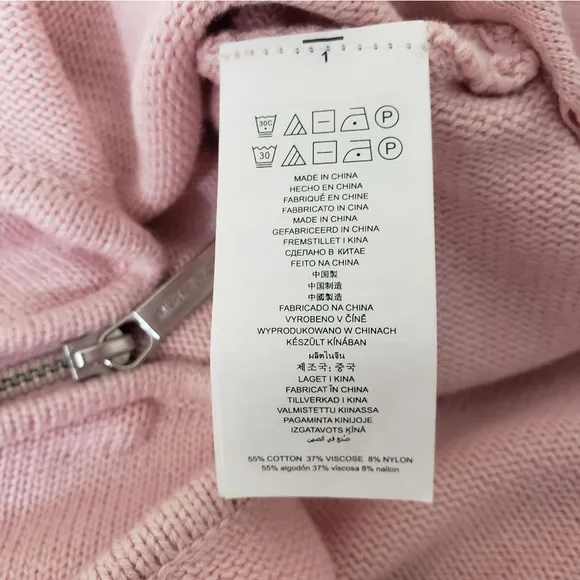 1
30C P
30 P
MADE IN CHINA
HECHO EN CHINA
FABRIQUÉ EN CHINE
FABBRICATO IN CINA
MADE IN CHINA
GEFABRICEERD IN CHINA
FREMSTILLET I KINA
СДЕЛАНО В КИТАЕ
FEITO NA CHINA
中国製
中国制造
中國製造
FABRICADO NA CHINA
VYROBENO V ČÍNĚ
WYPRODUKOWANO W CHINACH
KÉSZÜLT KÍNÁBAN
ผลิตในจีน
제조국: 중국
LAGET I KINA
FABRICAT ÎN CHINA
TILLVERKAD I KINA
VALMISTETTU KIINASSA
PAGAMINTA KINIJOJE
IZGATAVOTS ĶĪNĀ
صنع في الصين
55% COTTON 37% VISCOSE 8% NYLON
55% algodón 37% viscosa 8% nailon